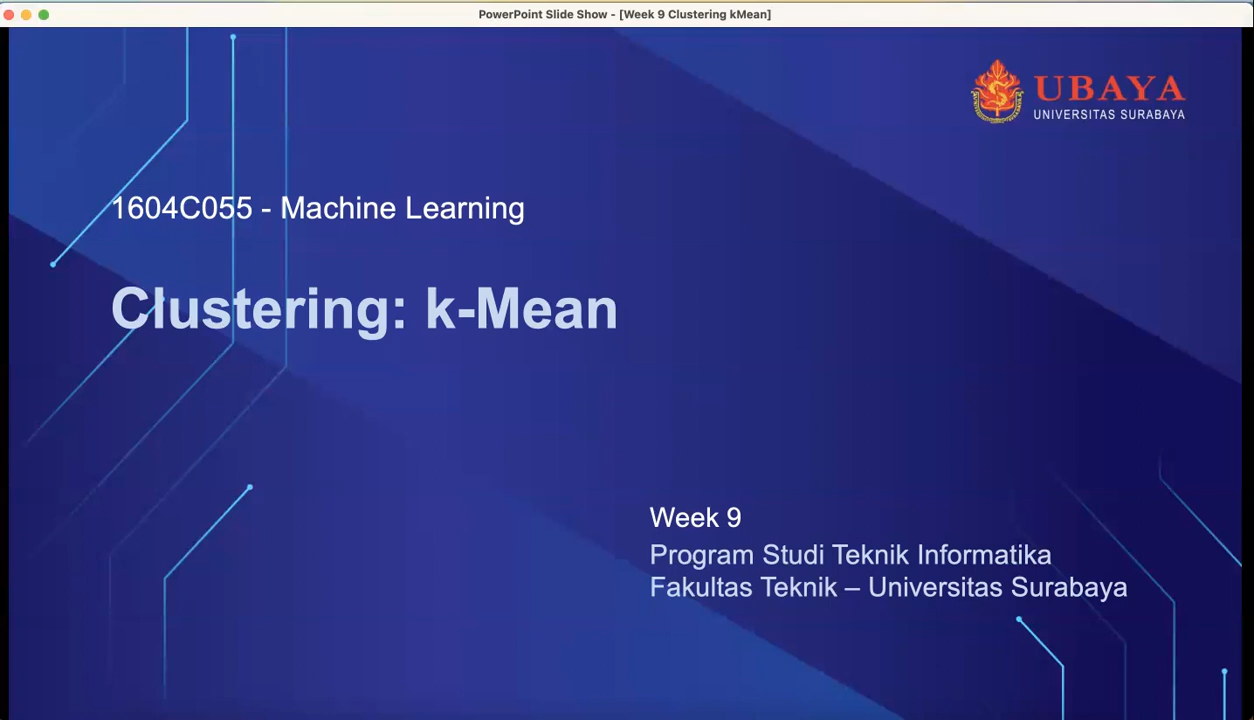 PowerPoint Slide Show - [Week 9 Clustering kMean]
UBAYA
UNIVERSITAS SURABAYA
1604C055 - Machine Learning
Clustering: k-Mean
Week 9
Program Studi Teknik Informatika
Fakultas Teknik – Universitas Surabaya